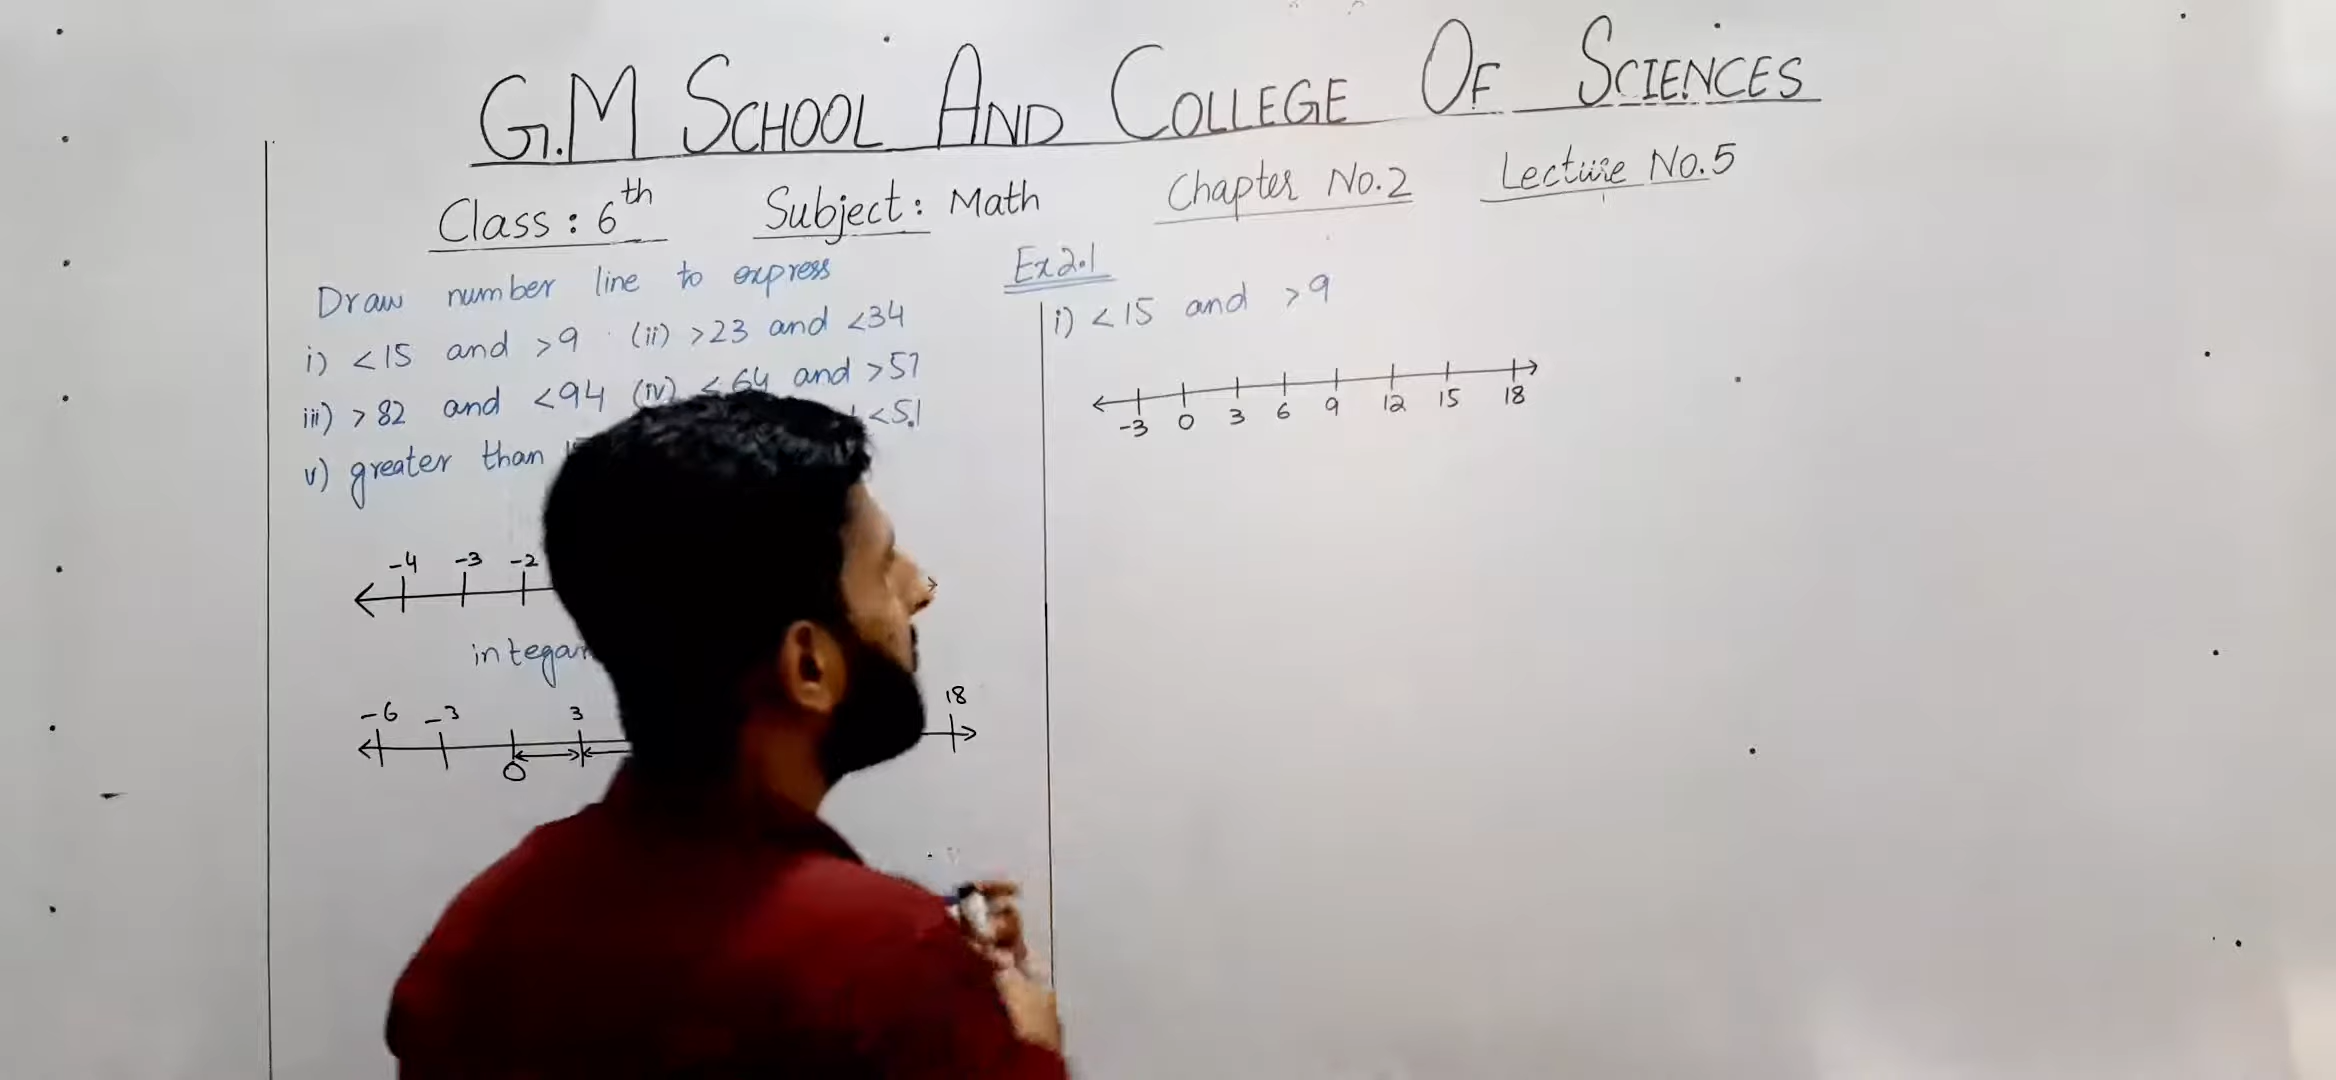 G.M SCHOOL AND COLLEGE OF SCIENCES
Class: 6th Subject: Math Chapter No.2 Lecture No.5
Draw number line to express
i) <15 and >9 (ii) >23 and <34
iii) >82 and <94 (iv) <64 and >57
v) greater than <51
-4 -3 -2
-6 -3 3 18
0
Ex 2.1
i) <15 and >9
-3 0 3 6 9 12 15 18